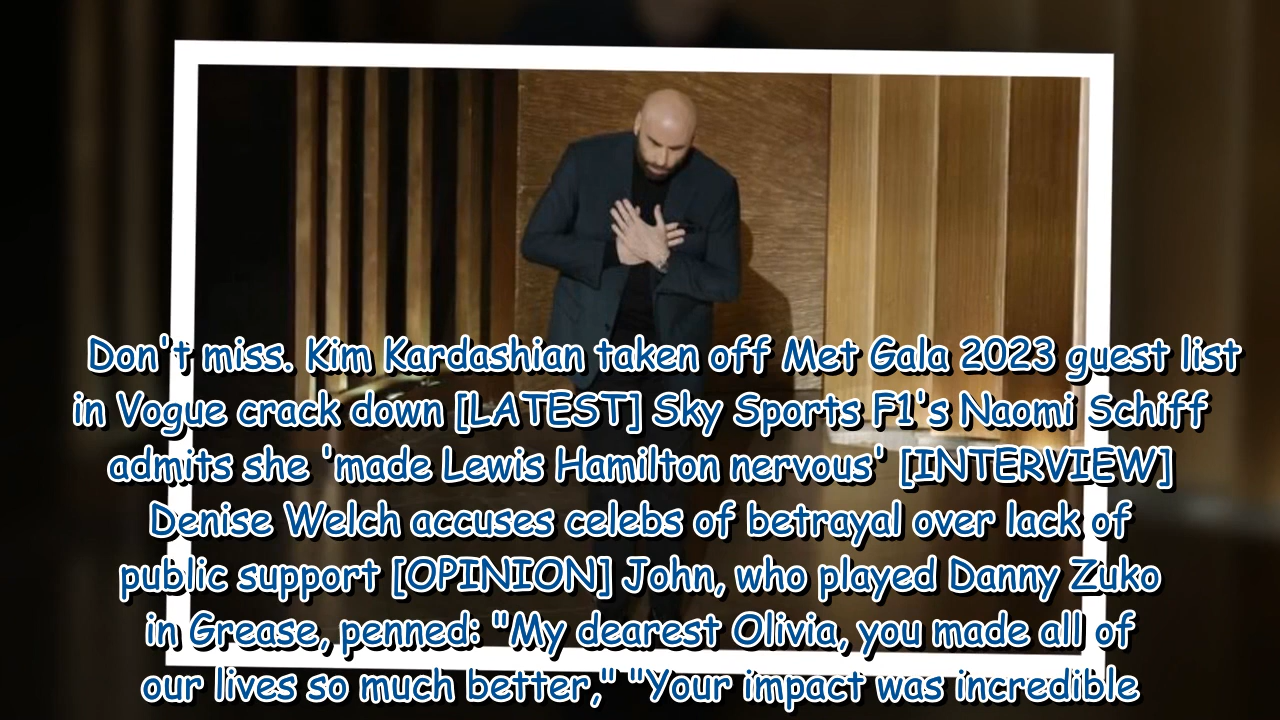 Don't miss. Kim Kardashian taken off Met Gala 2023 guest list
in Vogue crack down [LATEST] Sky Sports F1's Naomi Schiff
admits she 'made Lewis Hamilton nervous' [INTERVIEW]
Denise Welch accuses celebs of betrayal over lack of
public support [OPINION] John, who played Danny Zuko
in Grease, penned: "My dearest Olivia, you made all of
our lives so much better," "Your impact was incredible